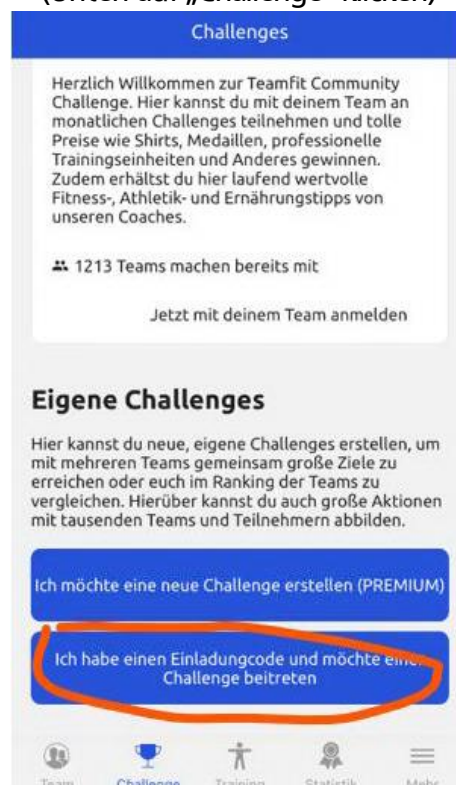 (Unten auf „Challenge“ klicken)
Challenges
Herzlich Willkommen zur Teamfit Community
Challenge. Hier kannst du mit deinem Team an
monatlichen Challenges teilnehmen und tolle
Preise wie Shirts, Medaillen, professionelle
Trainingseinheiten und Anderes gewinnen.
Zudem erhältst du hier laufend wertvolle
Fitness-, Athletik- und Ernährungstipps von
unseren Coaches.
1213 Teams machen bereits mit
Jetzt mit deinem Team anmelden
Eigene Challenges
Hier kannst du neue, eigene Challenges erstellen, um
mit mehreren Teams gemeinsam große Ziele zu
erreichen oder euch im Ranking der Teams zu
vergleichen. Hierüber kannst du auch große Aktionen
mit tausenden Teams und Teilnehmern abbilden.
Ich möchte eine neue Challenge erstellen (PREMIUM)
Ich habe einen Einladungcode und möchte einer
Challenge beitreten
Team Challenge Training Statistik Mehr